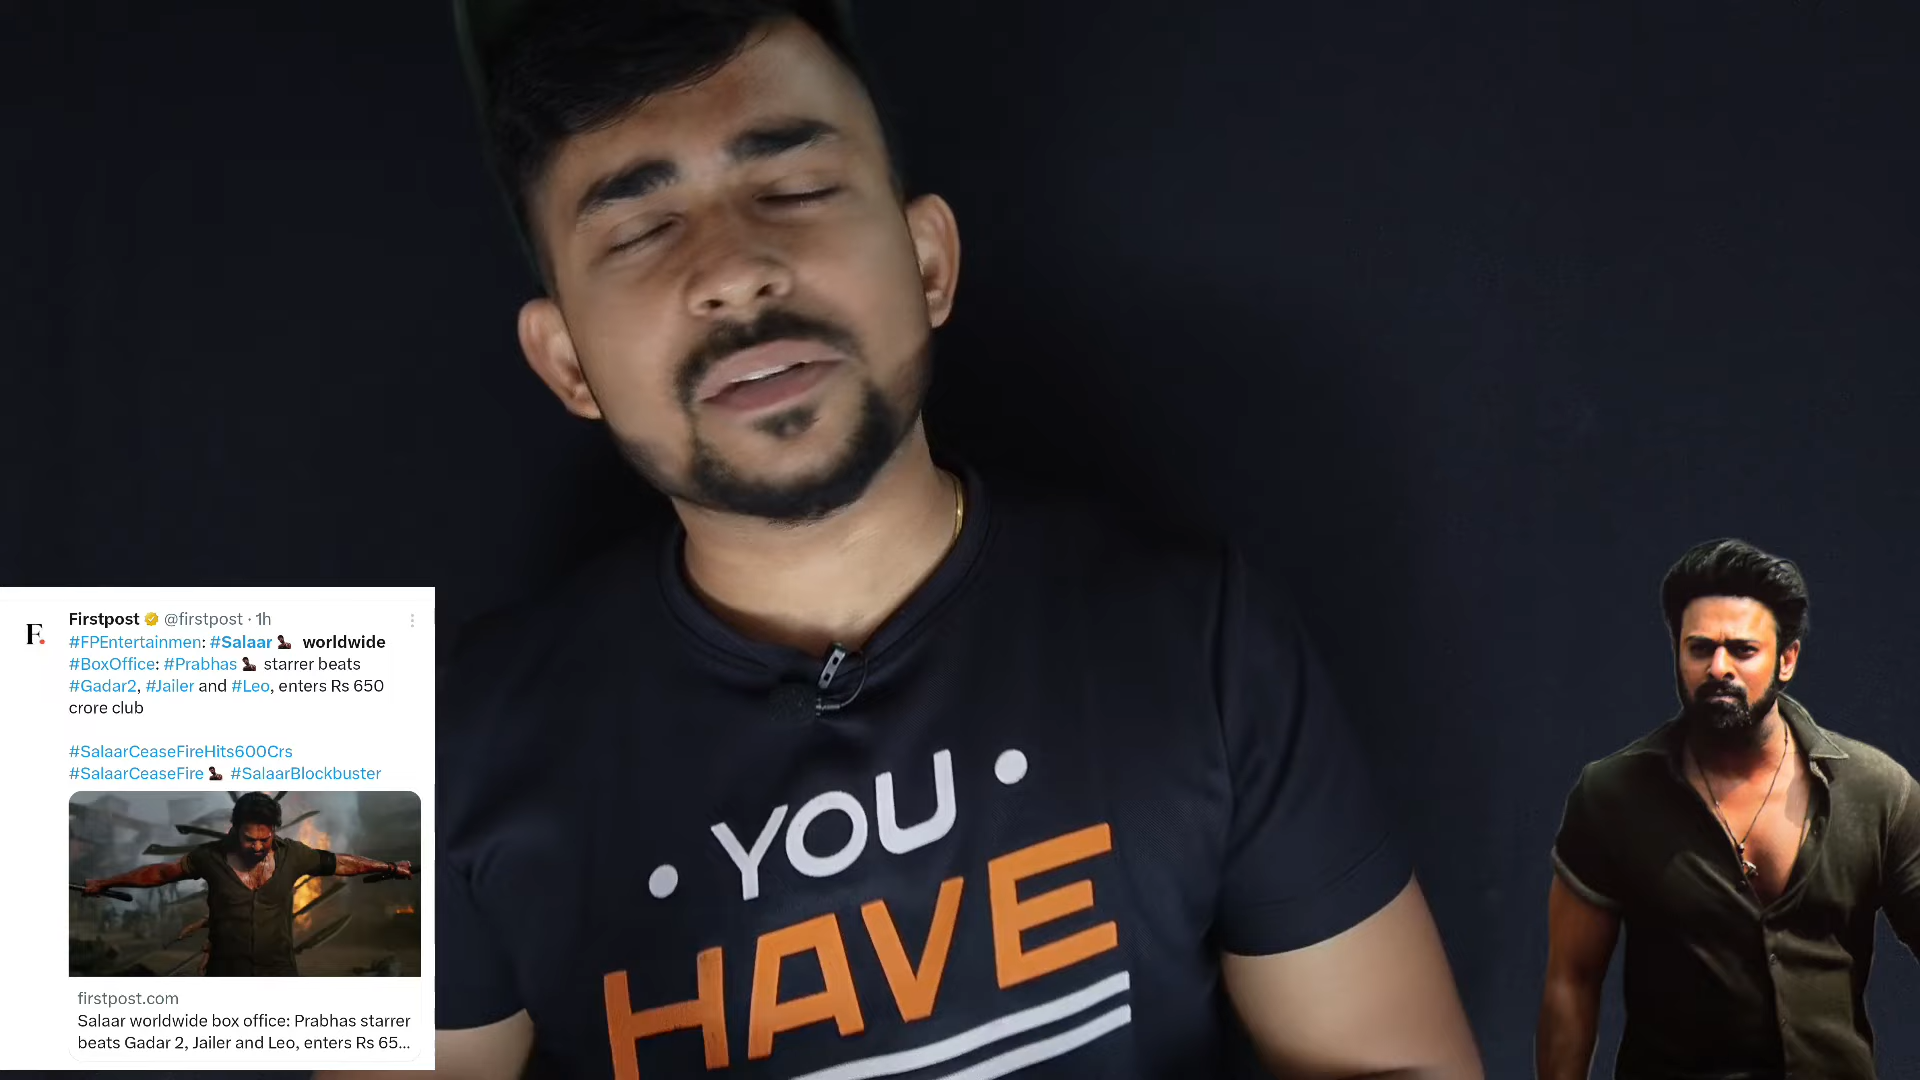 Firstpost @firstpost · 1h
#FPEntertainmen: #Salaar worldwide
#BoxOffice: #Prabhas starrer beats
#Gadar2, #Jailer and #Leo, enters Rs 650
crore club
#SalaarCeaseFireHits600Crs
#SalaarCeaseFire #SalaarBlockbuster
firstpost.com
Salaar worldwide box office: Prabhas starrer
beats Gadar 2, Jailer and Leo, enters Rs 65...
F.
• YOU •
HAVE